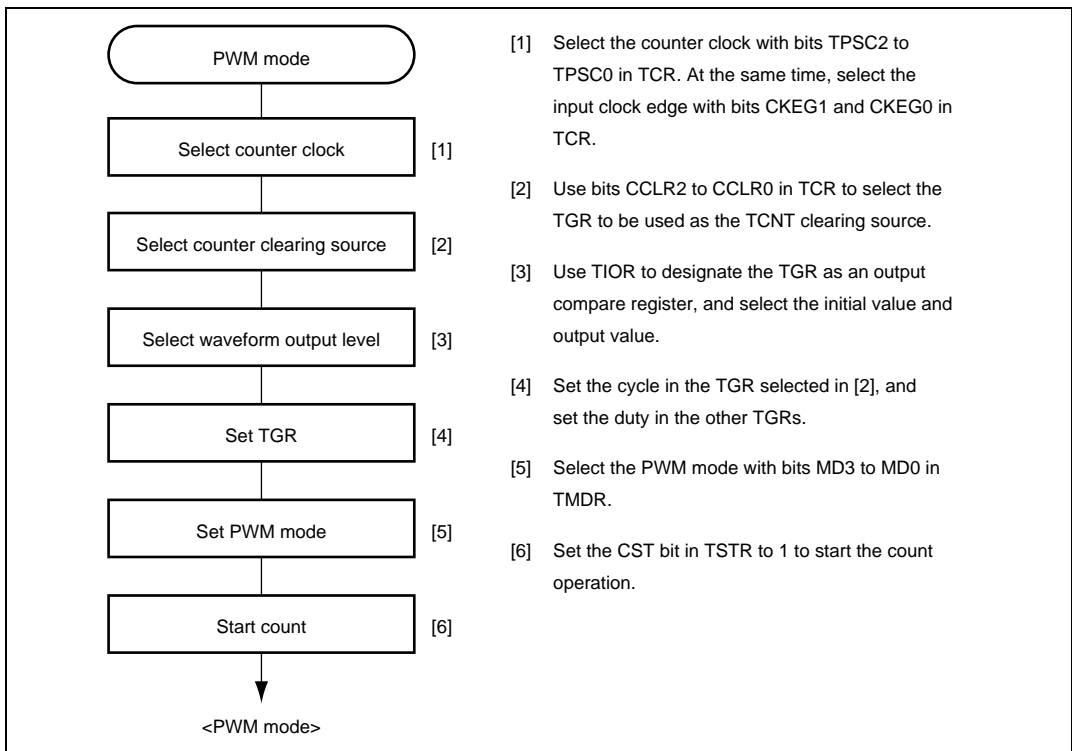 PWM mode
Select counter clock [1]
Select counter clearing source [2]
Select waveform output level [3]
Set TGR [4]
Set PWM mode [5]
Start count [6]
<PWM mode>
[1] Select the counter clock with bits TPSC2 to
TPSC0 in TCR. At the same time, select the
input clock edge with bits CKEG1 and CKEG0 in
TCR.
[2] Use bits CCLR2 to CCLR0 in TCR to select the
TGR to be used as the TCNT clearing source.
[3] Use TIOR to designate the TGR as an output
compare register, and select the initial value and
output value.
[4] Set the cycle in the TGR selected in [2], and
set the duty in the other TGRs.
[5] Select the PWM mode with bits MD3 to MD0 in
TMDR.
[6] Set the CST bit in TSTR to 1 to start the count
operation.